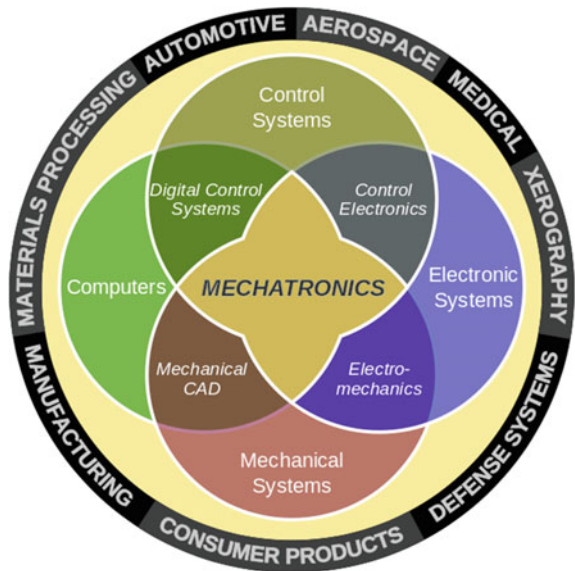 AUTOMOTIVE
AEROSPACE
MEDICAL
XEROGRAPHY
DEFENSE SYSTEMS
CONSUMER PRODUCTS
MANUFACTURING
MATERIALS PROCESSING
Control
Systems
Digital Control
Systems
Control
Electronics
Computers
MECHATRONICS
Electronic
Systems
Mechanical
CAD
Electro-
mechanics
Mechanical
Systems